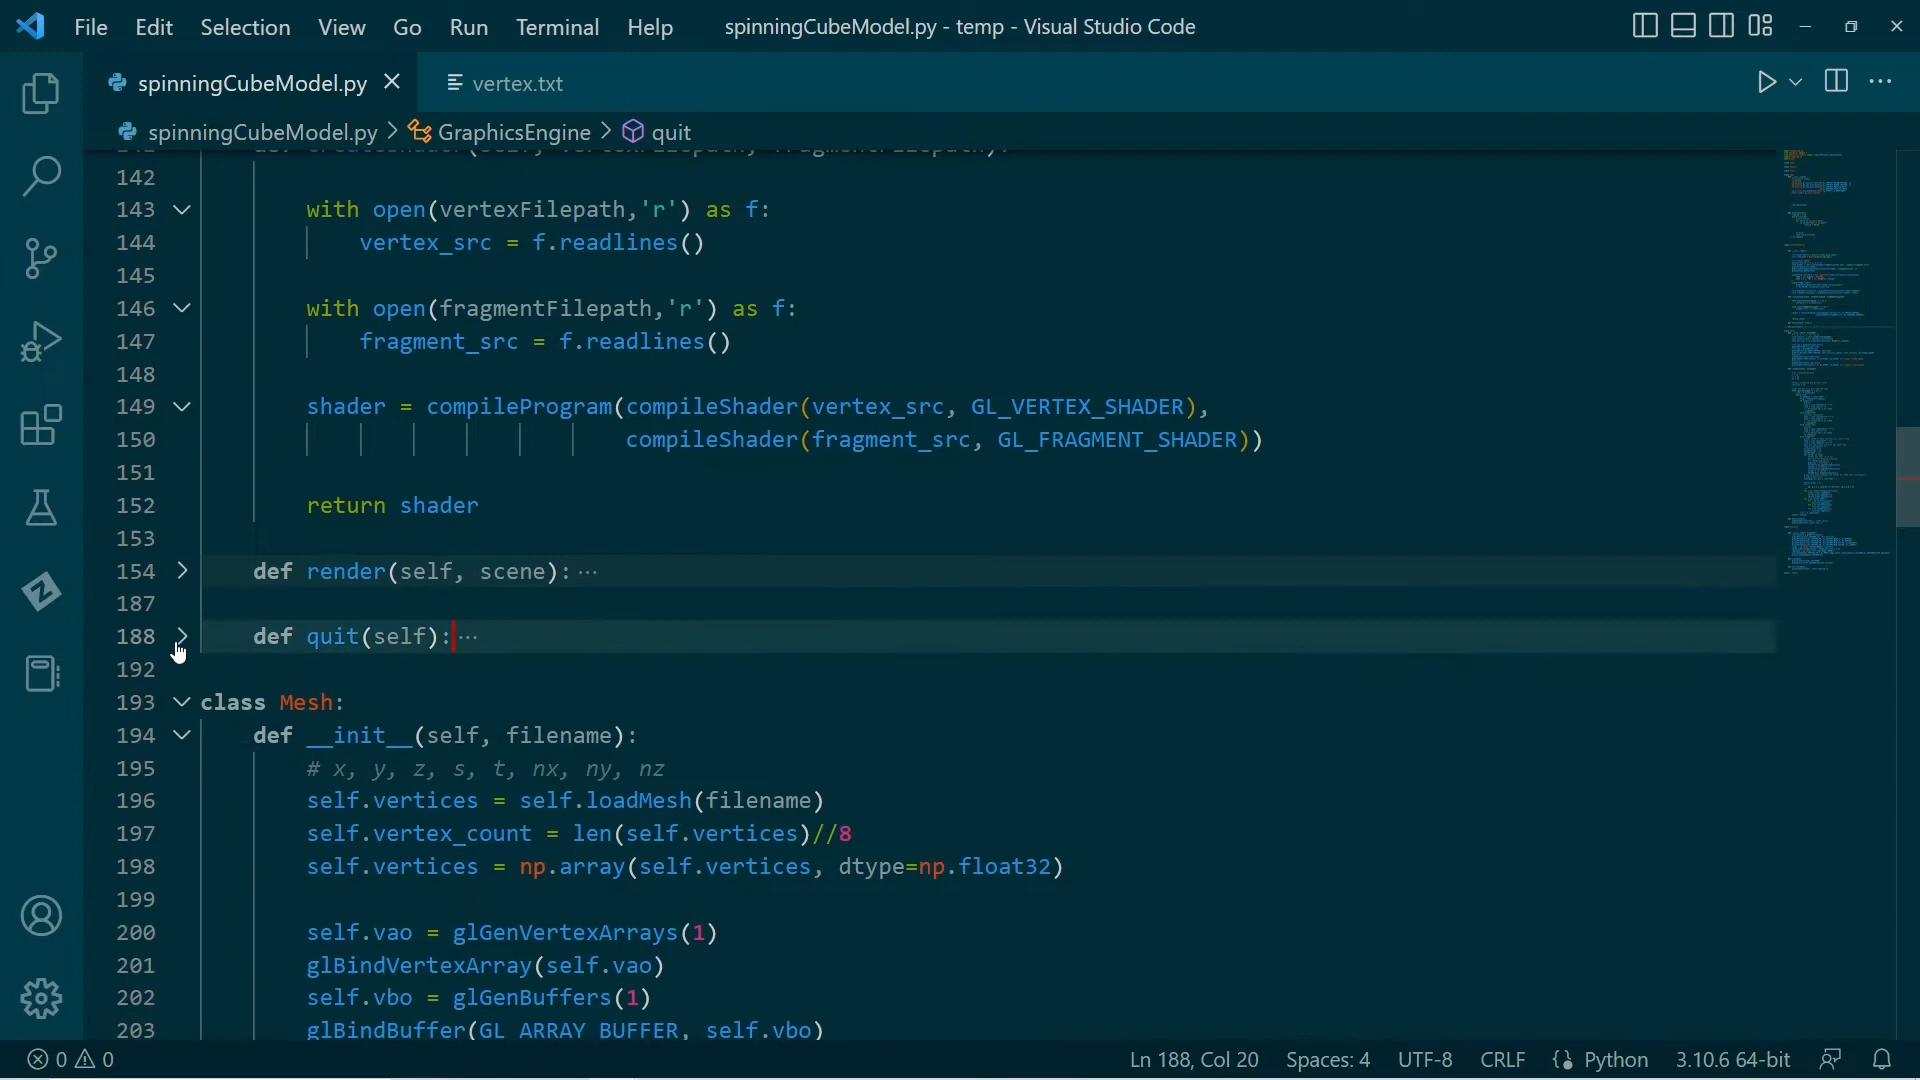 File Edit Selection View Go Run Terminal Help spinningCubeModel.py - temp - Visual Studio Code
spinningCubeModel.py vertex.txt
spinningCubeModel.py > GraphicsEngine > quit
142
143 with open(vertexFilepath,'r') as f:
144 vertex_src = f.readlines()
145
146 with open(fragmentFilepath,'r') as f:
147 fragment_src = f.readlines()
148
149 shader = compileProgram(compileShader(vertex_src, GL_VERTEX_SHADER),
150 compileShader(fragment_src, GL_FRAGMENT_SHADER))
151
152 return shader
153
154 def render(self, scene):···
187
188 def quit(self):···
192
193 class Mesh:
194 def __init__(self, filename):
195 # x, y, z, s, t, nx, ny, nz
196 self.vertices = self.loadMesh(filename)
197 self.vertex_count = len(self.vertices)//8
198 self.vertices = np.array(self.vertices, dtype=np.float32)
199
200 self.vao = glGenVertexArrays(1)
201 glBindVertexArray(self.vao)
202 self.vbo = glGenBuffers(1)
203 glBindBuffer(GL_ARRAY_BUFFER, self.vbo)
0 0 Ln 188, Col 20 Spaces: 4 UTF-8 CRLF Python 3.10.6 64-bit